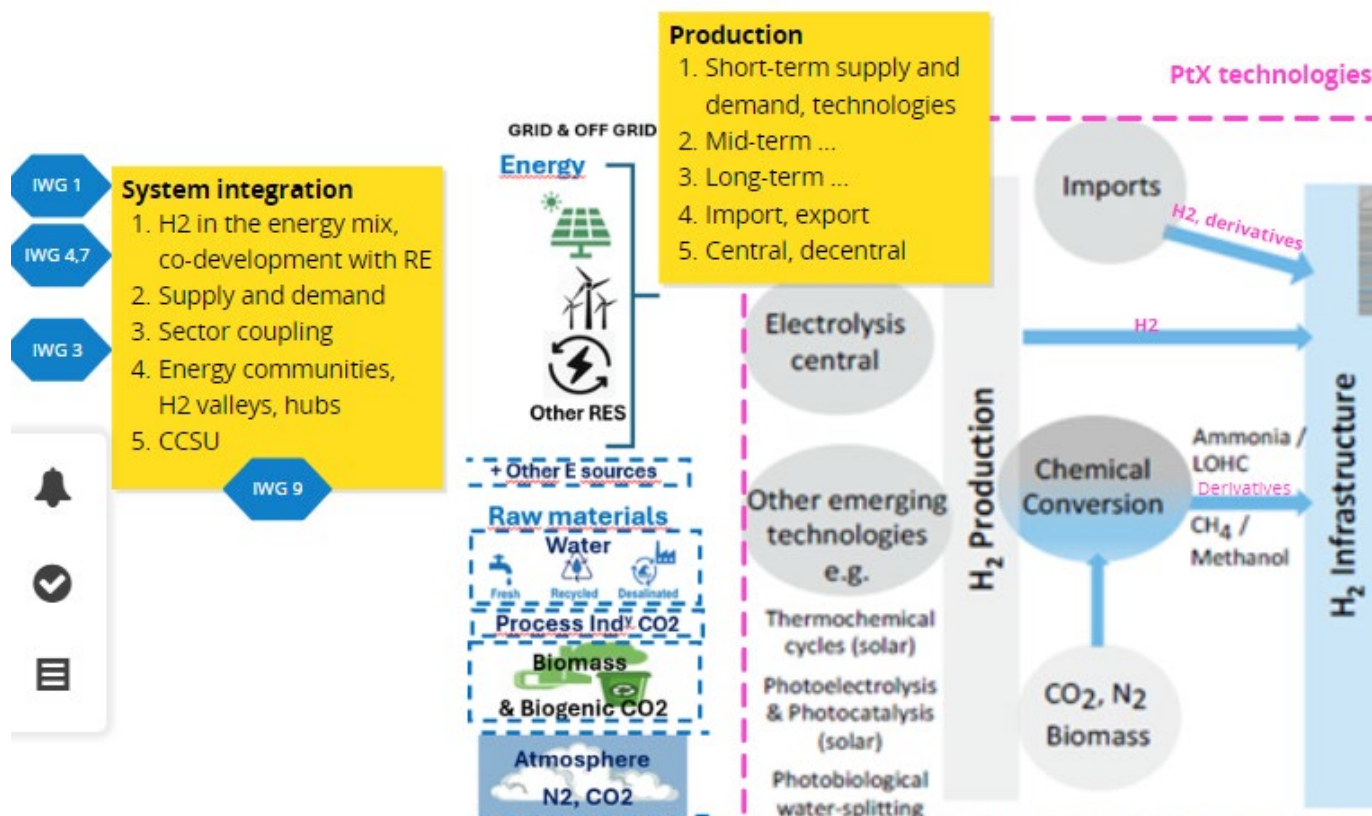 IWG 1
IWG 4,7
IWG 3
System integration
1. H2 in the energy mix,
co-development with RE
2. Supply and demand
3. Sector coupling
4. Energy communities,
H2 valleys, hubs
5. CCSU
IWG 9
GRID & OFF GRID
Energy
Other RES
+ Other E sources
Raw materials
Water
Fresh
Recycled
Desalinated
Process Indʸ CO2
Biomass
& Biogenic CO2
Atmosphere
N2, CO2
Production
1. Short-term supply and
demand, technologies
2. Mid-term ...
3. Long-term ...
4. Import, export
5. Central, decentral
Electrolysis
central
Other emerging
technologies
e.g.
Thermochemical
cycles (solar)
Photoelectrolysis
& Photocatalysis
(solar)
Photobiological
water-splitting
H₂ Production
PtX technologies
Imports
H2, derivatives
H2
Chemical
Conversion
Ammonia /
LOHC
Derivatives
CH₄ /
Methanol
CO₂, N₂
Biomass
H₂ Infrastructure